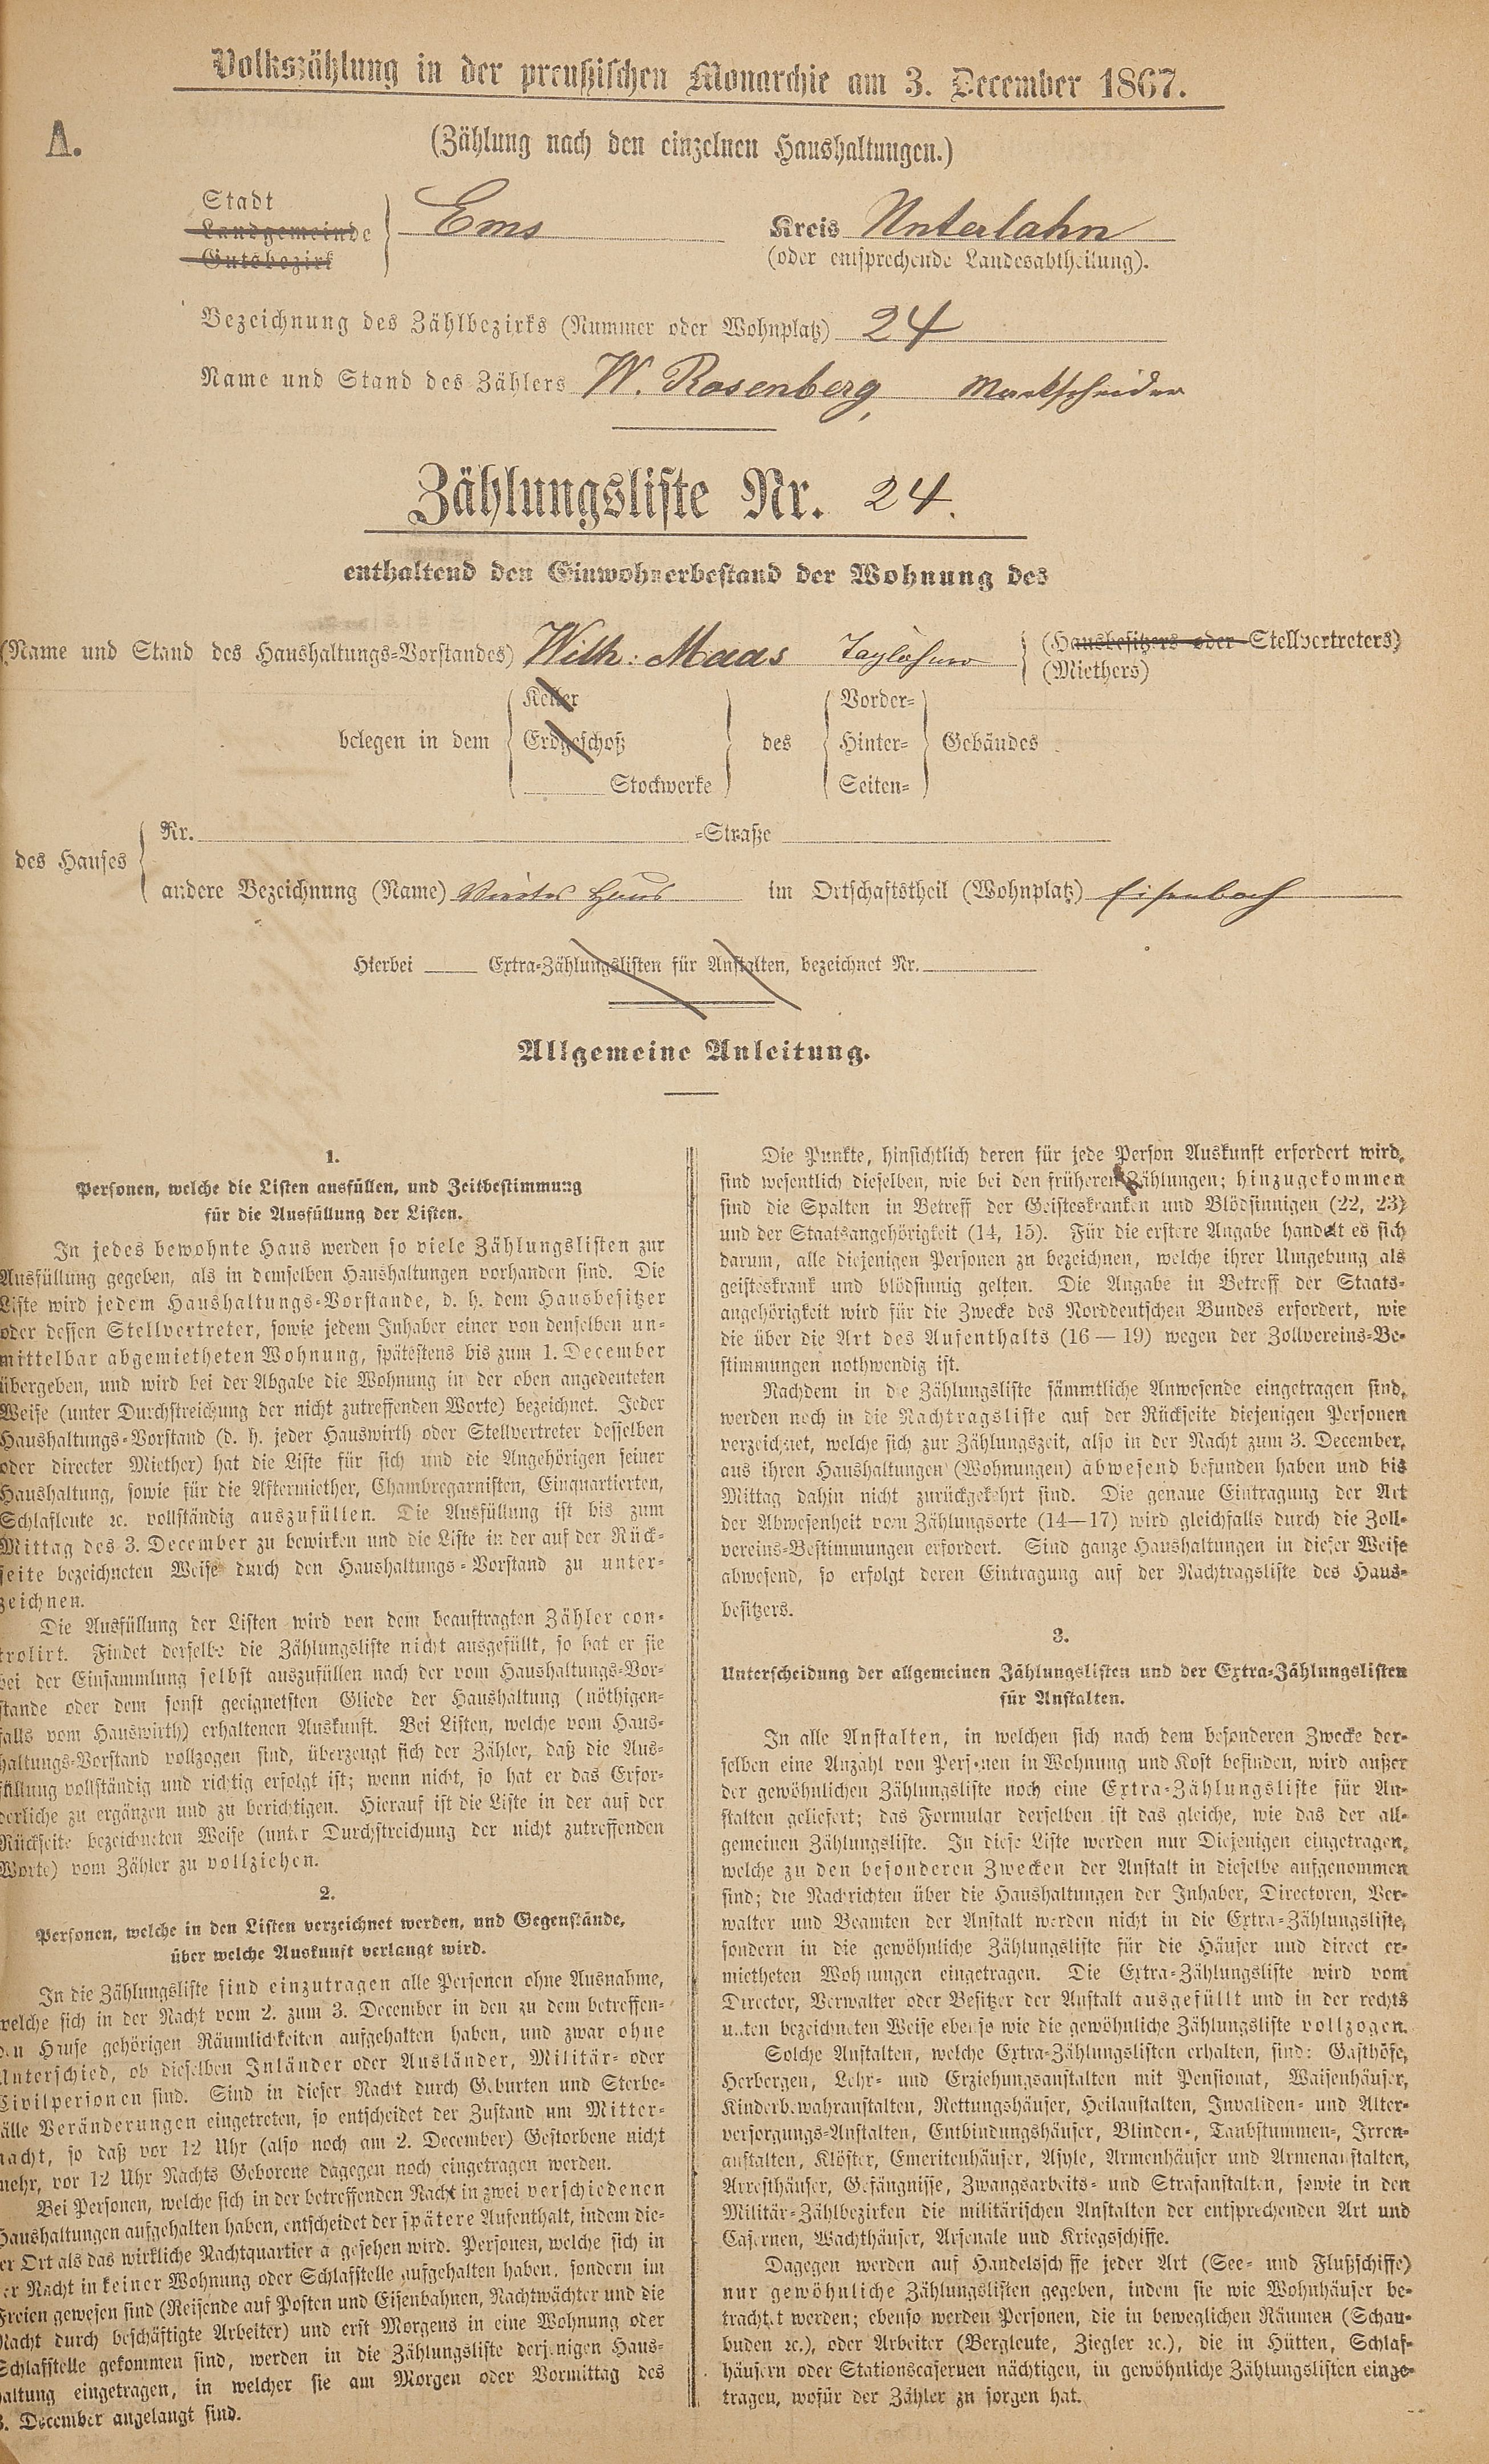 Volkszählung in der preußischen Monarchie am 3. December 1867.
A.
(Zählung nach den einzelnen Haushaltungen.)
Stadt
Landgemeinde
Gutsbezirk
Ems
Kreis Unterlahn
(oder entsprechende Landesabtheilung).
Bezeichnung des Zählbezirks (Nummer oder Wohnplatz) 24
Name und Stand des Zählers W. Rosenberg, Markscheider
Zählungsliste Nr. 24.
enthaltend den Einwohnerbestand der Wohnung des
(Name und Stand des Haushaltungs-Vorstandes) Wilh: Maas Taglöhner
(Hausbesitzers oder Stellvertreters)
(Miethers)
belegen in dem
Keller
Erdgeschoß
Stockwerke
des
Vorder-
Hinter-
Seiten-
Gebäudes
des Hauses
Nr. -Straße
andere Bezeichnung (Name) Haus im Ortschaftstheil (Wohnplatz) Eisenbach
Hierbei Extra-Zählungslisten für Anstalten, bezeichnet Nr.
Allgemeine Anleitung.
1.
Personen, welche die Listen ausfüllen, und Zeitbestimmung
für die Ausfüllung der Listen.
In jedes bewohnte Haus werden so viele Zählungslisten zur
Ausfüllung gegeben, als in demselben Haushaltungen vorhanden sind. Die
Liste wird jedem Haushaltungs-Vorstande, d. h. dem Hausbesitzer
oder dessen Stellvertreter, sowie jedem Inhaber einer von denselben un-
mittelbar abgemietheten Wohnung, spätestens bis zum 1. December
übergeben, und wird bei der Abgabe die Wohnung in der oben angedeuteten
Weise (unter Durchstreichung der nicht zutreffenden Worte) bezeichnet. Jeder
Haushaltungs-Vorstand (d. h. jeder Hauswirth oder Stellvertreter desselben
oder directer Miether) hat die Liste für sich und die Angehörigen seiner
Haushaltung, sowie für die Aftermiether, Chambregarnisten, Einquartierten,
Schlafleute ꝛc. vollständig auszufüllen. Die Ausfüllung ist bis zum
Mittag des 3. December zu bewirken und die Liste in der auf der Rück-
seite bezeichneten Weise durch den Haushaltungs-Vorstand zu unter-
zeichnen.
Die Ausfüllung der Listen wird von dem beauftragten Zähler con-
trolirt. Findet derselbe die Zählungsliste nicht ausgefüllt, so hat er sie
bei der Einsammlung selbst auszufüllen nach der vom Haushaltungs-Vor-
stande oder dem sonst geeignetsten Gliede der Haushaltung (nöthigen-
falls vom Hauswirth) erhaltenen Auskunft. Bei Listen, welche vom Haus-
haltungs-Vorstand vollzogen sind, überzeugt sich der Zähler, daß die Aus-
füllung vollständig und richtig erfolgt ist; wenn nicht, so hat er das Erfor-
derliche zu ergänzen und zu berichtigen. Hierauf ist die Liste in der auf der
Rückseite bezeichneten Weise (unter Durchstreichung der nicht zutreffenden
Worte) vom Zähler zu vollziehen.
2.
Personen, welche in den Listen verzeichnet werden, und Gegenstände,
über welche Auskunft verlangt wird.
In die Zählungsliste sind einzutragen alle Personen ohne Ausnahme,
welche sich in der Nacht vom 2. zum 3. December in den zu dem betreffen-
den Hause gehörigen Räumlichkeiten aufgehalten haben, und zwar ohne
Unterschied, ob dieselben Inländer oder Ausländer, Militär- oder
Civilpersonen sind. Sind in dieser Nacht durch Geburten und Sterbe-
fälle Veränderungen eingetreten, so entscheidet der Zustand um Mitter-
nacht, so daß vor 12 Uhr (also noch am 2. December) Gestorbene nicht
mehr, vor 12 Uhr Nachts Geborene dagegen noch eingetragen werden.
Bei Personen, welche sich in der betreffenden Nacht in zwei verschiedenen
Haushaltungen aufgehalten haben, entscheidet der spätere Aufenthalt, indem die-
ser Ort als das wirkliche Nachtquartier angesehen wird. Personen, welche sich in
der Nacht in keiner Wohnung oder Schlafstelle aufgehalten haben, sondern im
Freien gewesen sind (Reisende auf Posten und Eisenbahnen, Nachtwächter und die
Nacht durch beschäftigte Arbeiter) und erst Morgens in eine Wohnung oder
Schlafstelle gekommen sind, werden in die Zählungsliste derjenigen Haus-
haltung eingetragen, in welcher sie am Morgen oder Vormittag des
3. December angelangt sind.
Die Punkte, hinsichtlich deren für jede Person Auskunft erfordert wird,
sind wesentlich dieselben, wie bei den früheren Zählungen; hinzugekommen
sind die Spalten in Betreff der Geisteskranken und Blödsinnigen (22, 23)
und der Staatsangehörigkeit (14, 15). Für die erstere Angabe handelt es sich
darum, alle diejenigen Personen zu bezeichnen, welche ihrer Umgebung als
geisteskrank und blödsinnig gelten. Die Angabe in Betreff der Staats-
angehörigkeit wird für die Zwecke des Norddeutschen Bundes erfordert, wie
die über die Art des Aufenthalts (16 — 19) wegen der Zollvereins-Be-
stimmungen nothwendig ist.
Nachdem in die Zählungsliste sämmtliche Anwesende eingetragen sind,
werden noch in die Nachtragsliste auf der Rückseite diejenigen Personen
verzeichnet, welche sich zur Zählungszeit, also in der Nacht zum 3. December,
aus ihren Haushaltungen (Wohnungen) abwesend befunden haben und bis
Mittag dahin nicht zurückgekehrt sind. Die genaue Eintragung der Art
der Abwesenheit vom Zählungsorte (14—17) wird gleichfalls durch die Zoll-
vereins-Bestimmungen erfordert. Sind ganze Haushaltungen in dieser Weise
abwesend, so erfolgt deren Eintragung auf der Nachtragsliste des Haus-
besitzers.
3.
Unterscheidung der allgemeinen Zählungslisten und der Extra-Zählungslisten
für Anstalten.
In alle Anstalten, in welchen sich nach dem besonderen Zwecke der-
selben eine Anzahl von Personen in Wohnung und Kost befinden, wird außer
der gewöhnlichen Zählungsliste noch eine Extra-Zählungsliste für An-
stalten geliefert; das Formular derselben ist das gleiche, wie das der all-
gemeinen Zählungsliste. In diese Liste werden nur Diejenigen eingetragen,
welche zu den besonderen Zwecken der Anstalt in dieselbe aufgenommen
sind; die Nachrichten über die Haushaltungen der Inhaber, Directoren, Ver-
walter und Beamten der Anstalt werden nicht in die Extra-Zählungsliste,
sondern in die gewöhnliche Zählungsliste für die Häuser und direct er-
mietheten Wohnungen eingetragen. Die Extra-Zählungsliste wird vom
Director, Verwalter oder Besitzer der Anstalt ausgefüllt und in der rechts
unten bezeichneten Weise ebenso wie die gewöhnliche Zählungsliste vollzogen.
Solche Anstalten, welche Extra-Zählungslisten erhalten, sind: Gasthöfe,
Herbergen, Lehr- und Erziehungsanstalten mit Pensionat, Waisenhäuser,
Kinderbewahranstalten, Rettungshäuser, Heilanstalten, Invaliden- und Alter-
versorgungs-Anstalten, Entbindungshäuser, Blinden-, Taubstummen-, Irren-
anstalten, Klöster, Emeritenhäuser, Asyle, Armenhäuser und Armenanstalten,
Arresthäuser, Gefängnisse, Zwangsarbeits- und Strafanstalten, sowie in den
Militär-Zählbezirken die militärischen Anstalten der entsprechenden Art und
Casernen, Wachthäuser, Arsenale und Kriegsschiffe.
Dagegen werden auf Handelsschiffe jeder Art (See- und Flußschiffe)
nur gewöhnliche Zählungslisten gegeben, indem sie wie Wohnhäuser be-
trachtet werden; ebenso werden Personen, die in beweglichen Räumen (Schau-
buden ꝛc.), oder Arbeiter (Bergleute, Ziegler ꝛc.), die in Hütten, Schlaf-
häusern oder Stationscasernen nächtigen, in gewöhnliche Zählungslisten einge-
tragen, wofür der Zähler zu sorgen hat.